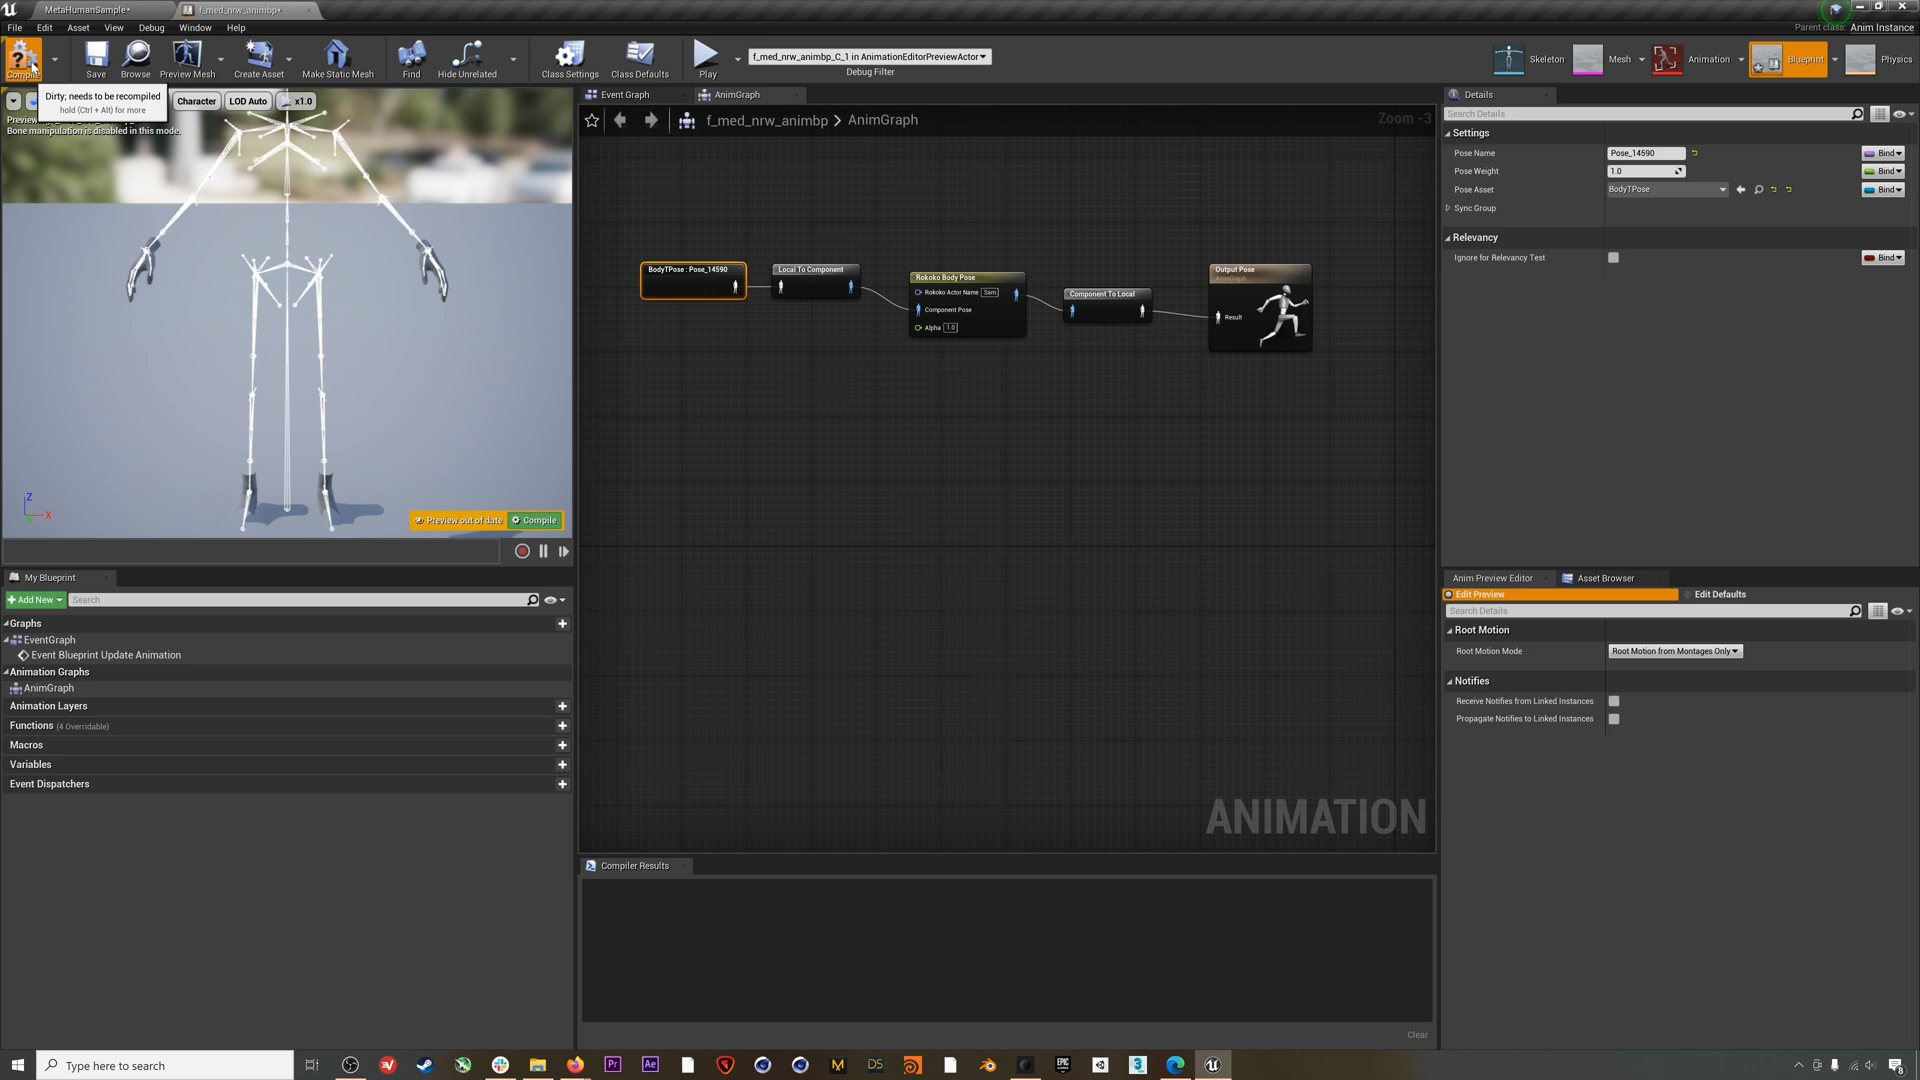 MetaHumanSample*
f_med_nrw_animbp*
File Edit Asset View Debug Window Help
Parent class: Anim Instance
Compile
Save
Browse
Preview Mesh
Create Asset
Make Static Mesh
Find
Hide Unrelated
Class Settings
Class Defaults
Play
f_med_nrw_animbp_C_1 in AnimationEditorPreviewActor
Debug Filter
Skeleton
Mesh
Animation
Blueprint
Physics
Dirty; needs to be recompiled
hold (Ctrl + Alt) for more
Character
LOD Auto
x1.0
Bone manipulation is disabled in this mode.
Z
X
Preview out of date
Compile
My Blueprint
Add New
Search
Graphs
EventGraph
Event Blueprint Update Animation
Animation Graphs
AnimGraph
Animation Layers
Functions (4 Overridable)
Macros
Variables
Event Dispatchers
Event Graph
AnimGraph
f_med_nrw_animbp > AnimGraph
Zoom -3
BodyTPose : Pose_14590
Local To Component
Rokoko Body Pose
Rokoko Actor Name Sam
Component Pose
Alpha 1.0
Component To Local
Output Pose
AnimGraph
Result
ANIMATION
Compiler Results
Clear
Details
Search Details
Settings
Pose Name Pose_14590 Bind
Pose Weight 1.0 Bind
Pose Asset BodyTPose Bind
Sync Group
Relevancy
Ignore for Relevancy Test Bind
Anim Preview Editor
Asset Browser
Edit Preview
Edit Defaults
Search Details
Root Motion
Root Motion Mode Root Motion from Montages Only
Notifies
Receive Notifies from Linked Instances
Propagate Notifies to Linked Instances
Type here to search
Pr
Ae
DS
EPIC
3
8